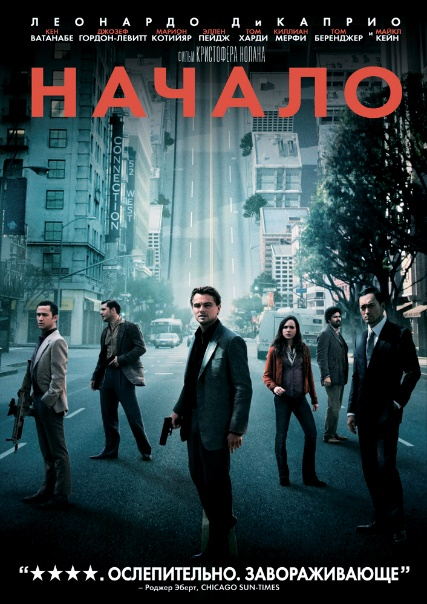 ЛЕОНАРДО ДиКАПРИО
КЕН ДЖОЗЕФ МАРИОН ЭЛЛЕН ТОМ КИЛЛИАН ТОМ И МАЙКЛ
ВАТАНАБЕ ГОРДОН-ЛЕВИТТ КОТИЙЯР ПЕЙДЖ ХАРДИ МЕРФИ БЕРЕНДЖЕР КЕЙН
ФИЛЬМ КРИСТОФЕРА НОЛАНА
НАЧАЛО
CONNECTION
52 WEST
“★★★★. ОСЛЕПИТЕЛЬНО. ЗАВОРАЖИВАЮЩЕ”
– Роджер Эберт, CHICAGO SUN-TIMES